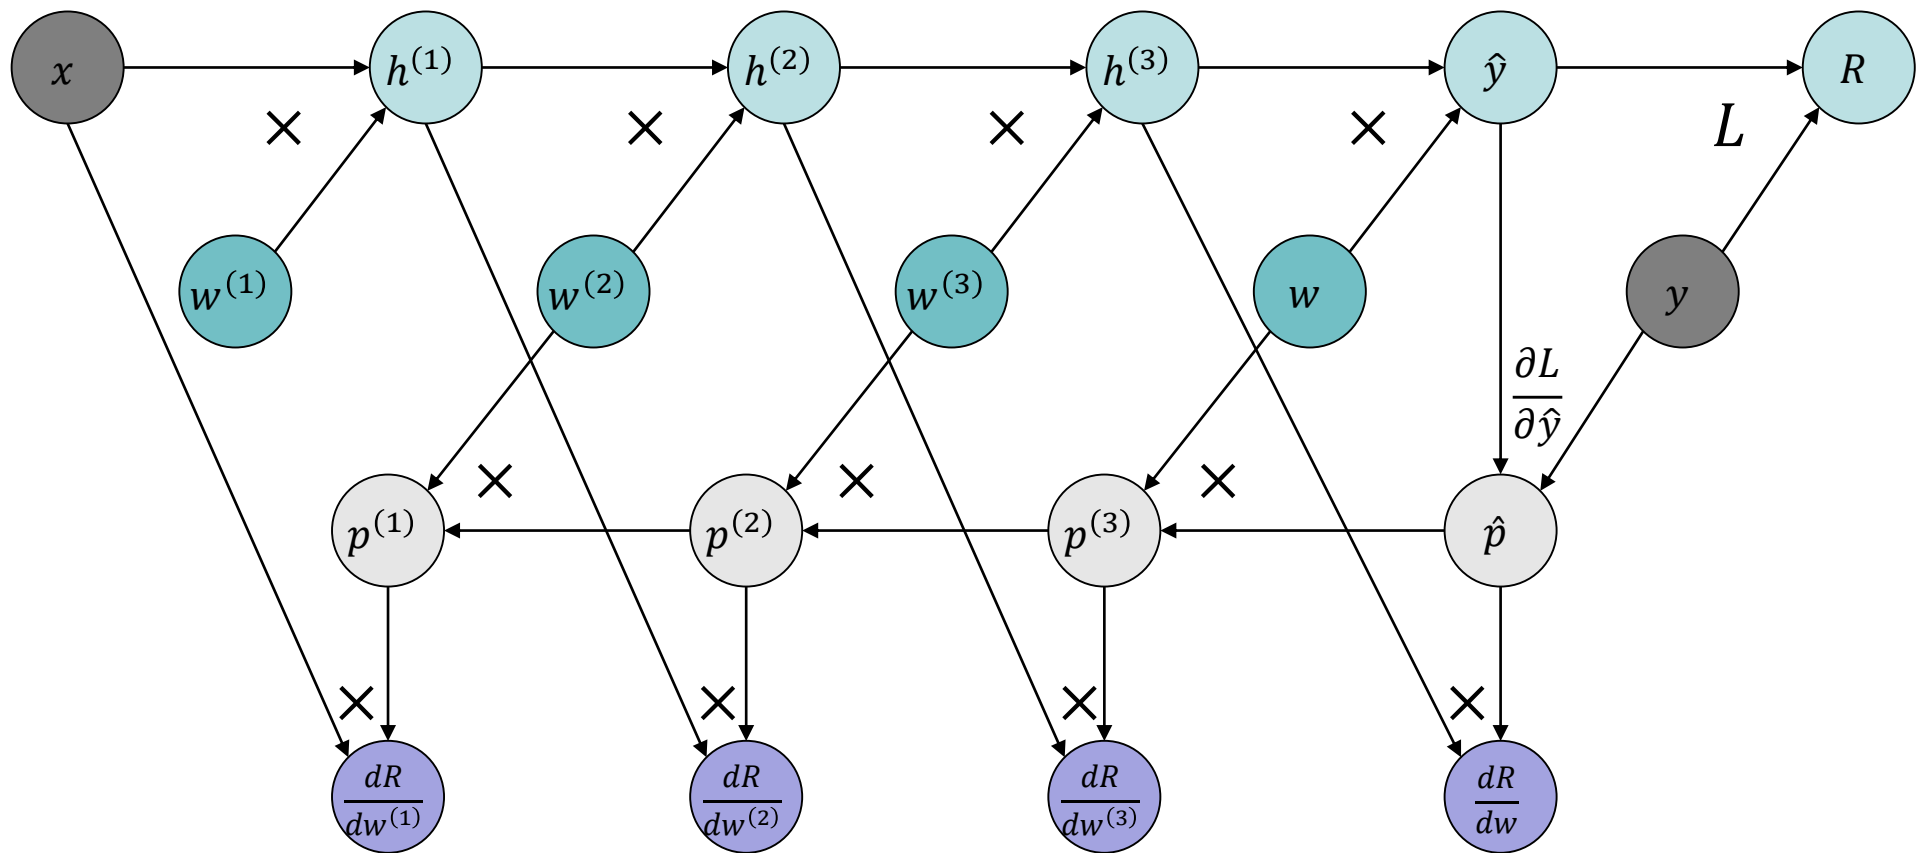 x h⁽¹⁾ h⁽²⁾ h⁽³⁾ ŷ R
× × × × L
w⁽¹⁾ w⁽²⁾ w⁽³⁾ w y
∂L
∂ŷ
× × ×
p⁽¹⁾ p⁽²⁾ p⁽³⁾ p̂
× × × ×
dR dR dR dR
dw⁽¹⁾ dw⁽²⁾ dw⁽³⁾ dw